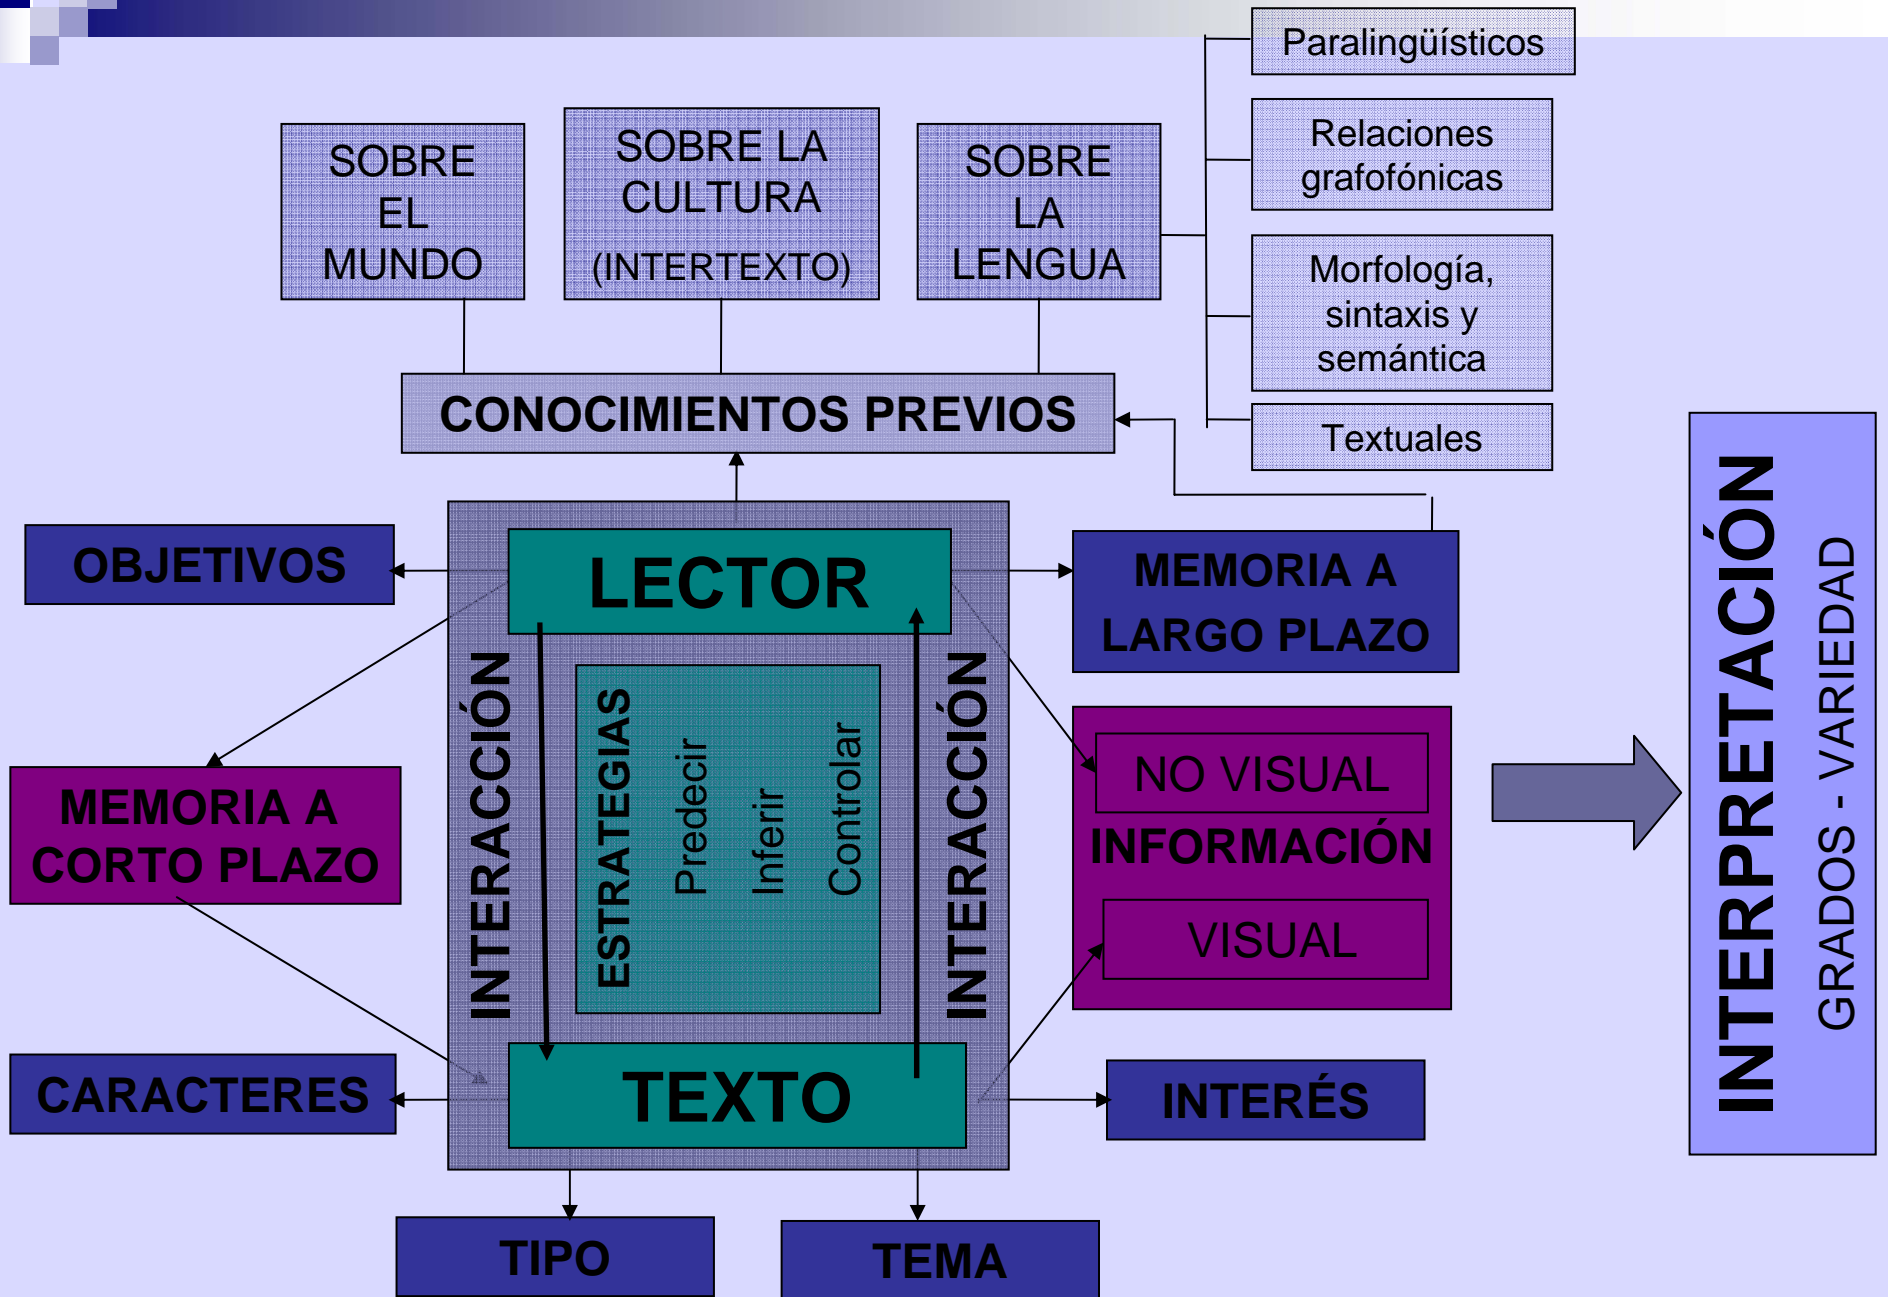 Paralingüísticos
Relaciones
grafofónicas
Morfología,
sintaxis y
semántica
Textuales
SOBRE
EL
MUNDO
SOBRE LA
CULTURA
(INTERTEXTO)
SOBRE
LA
LENGUA
CONOCIMIENTOS PREVIOS
OBJETIVOS
LECTOR
MEMORIA A
LARGO PLAZO
MEMORIA A
CORTO PLAZO
INTERACCIÓN
ESTRATEGIAS
Predecir
Inferir
Controlar
INTERACCIÓN
NO VISUAL
INFORMACIÓN
VISUAL
CARACTERES
TEXTO
INTERÉS
TIPO
TEMA
INTERPRETACIÓN
GRADOS - VARIEDAD